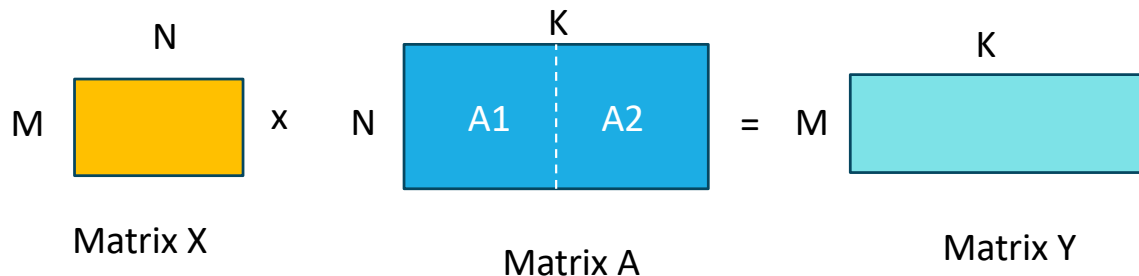 N
M
x
K
N
A1
A2
=
K
M
Matrix X
Matrix A
Matrix Y